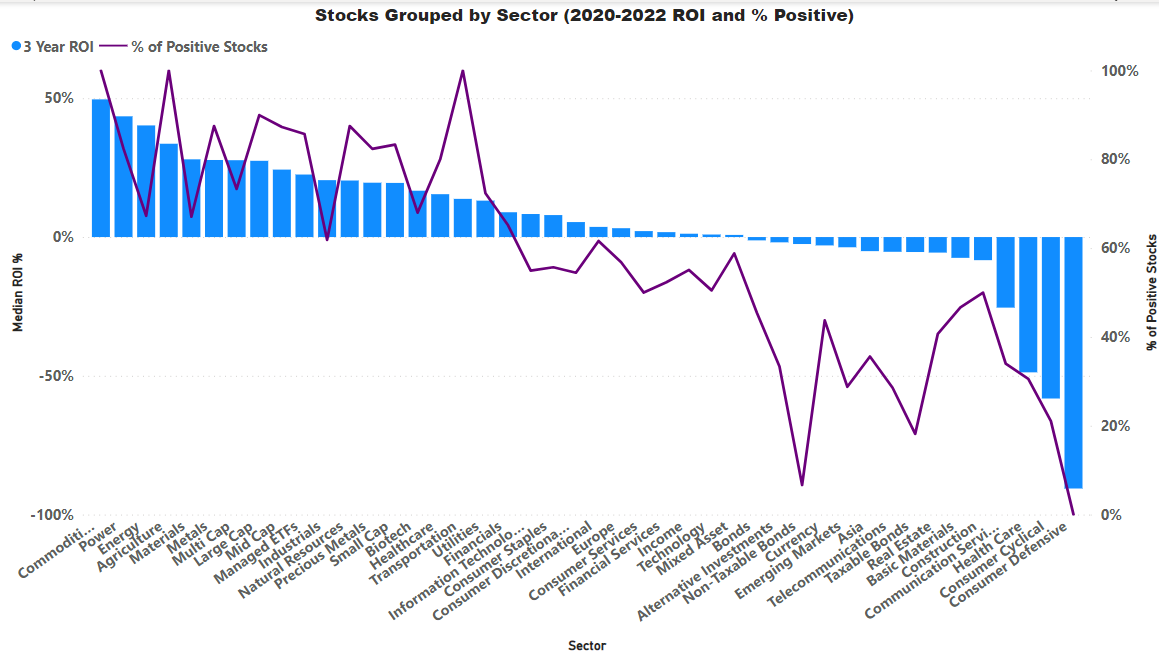 Stocks Grouped by Sector (2020-2022 ROI and % Positive)
3 Year ROI
% of Positive Stocks
50%
0%
-50%
-100%
Median ROI %
100%
80%
60%
40%
20%
0%
% of Positive Stocks
Commoditi...
Power
Energy
Agriculture
Materials
Metals
Multi Cap
Large Cap
Mid Cap
Managed ETFs
Industrials
Natural Resources
Precious Metals
Small Cap
Biotech
Healthcare
Transportation
Utilities
Financials
Information Technolo...
Consumer Staples
Consumer Discretiona...
International
Europe
Consumer Services
Financial Services
Income
Technology
Mixed Asset
Bonds
Alternative Investments
Non-Taxable Bonds
Currency
Emerging Markets
Asia
Telecommunications
Taxable Bonds
Real Estate
Basic Materials
Construction
Communication Servi...
Health Care
Consumer Cyclical
Consumer Defensive
Sector